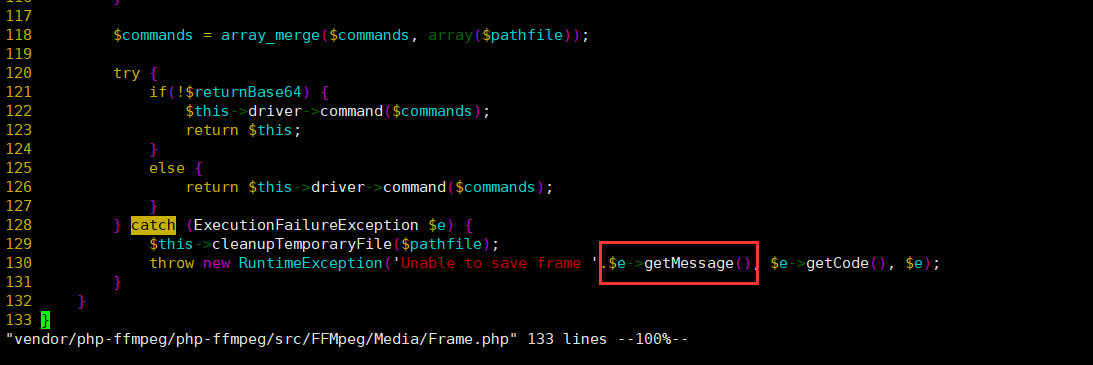 116         }
117
118         $commands = array_merge($commands, array($pathfile));
119
120         try {
121             if(!$returnBase64) {
122                 $this->driver->command($commands);
123                 return $this;
124             }
125             else {
126                 return $this->driver->command($commands);
127             }
128         } catch (ExecutionFailureException $e) {
129             $this->cleanupTemporaryFile($pathfile);
130             throw new RuntimeException('Unable to save frame '.$e->getMessage(), $e->getCode(), $e);
131         }
132     }
133 }
"vendor/php-ffmpeg/php-ffmpeg/src/FFMpeg/Media/Frame.php" 133 lines --100%--